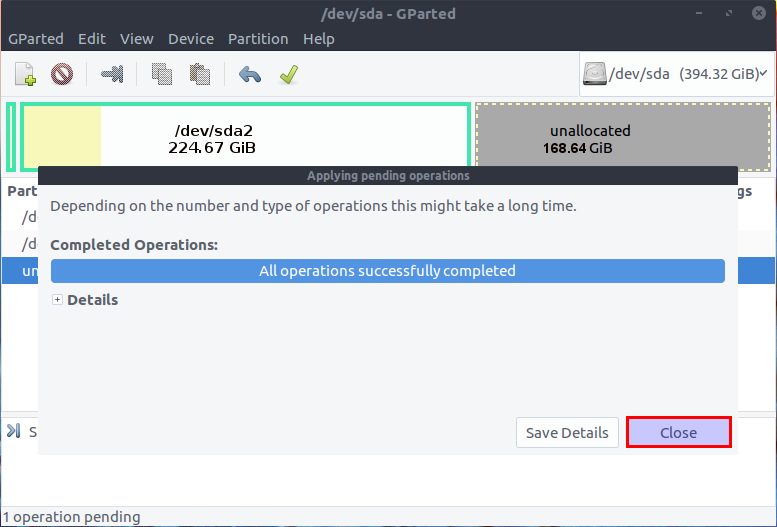 /dev/sda - GParted
GParted Edit View Device Partition Help
/dev/sda (394.32 GiB)
/dev/sda2
224.67 GiB
unallocated
168.64 GiB
Applying pending operations
Part
gs
Depending on the number and type of operations this might take a long time.
/d
/d
Completed Operations:
un
All operations successfully completed
Details
S
Save Details
Close
1 operation pending